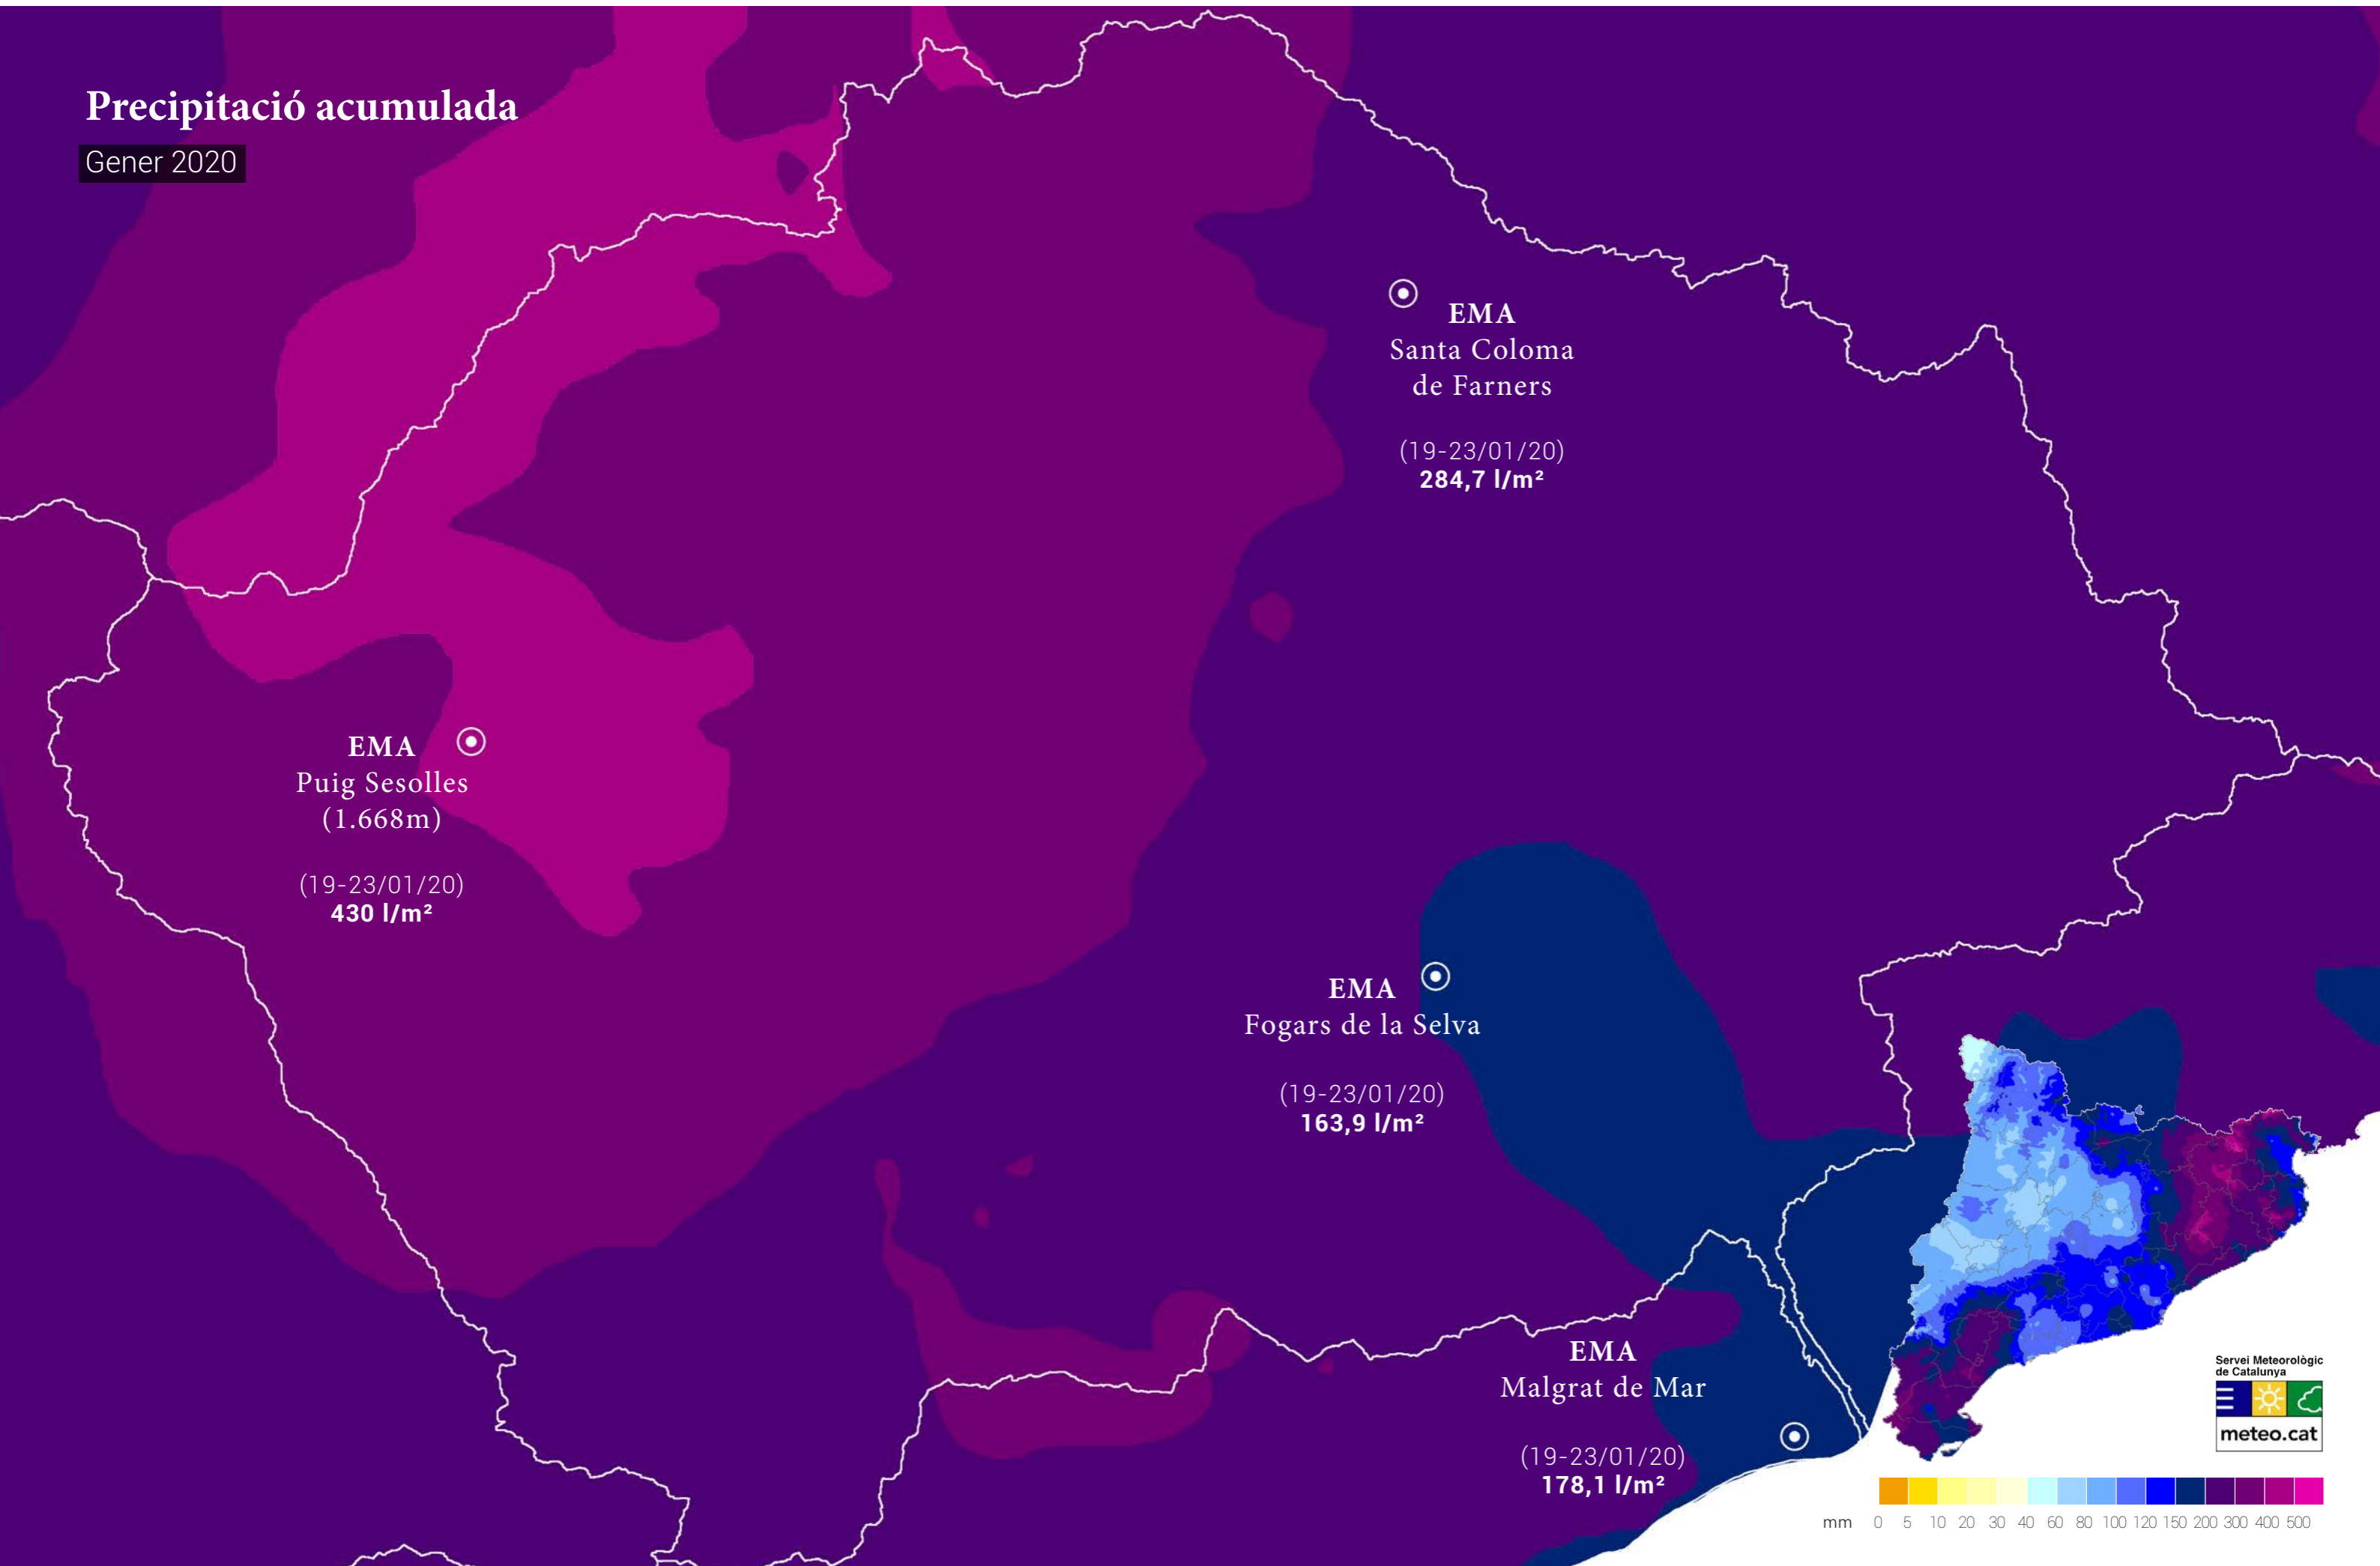 Precipitació acumulada
Gener 2020
EMA
Santa Coloma
de Farners
(19-23/01/20)
284,7 l/m²
EMA
Puig Sesolles
(1.668m)
(19-23/01/20)
430 l/m²
EMA
Fogars de la Selva
(19-23/01/20)
163,9 l/m²
EMA
Malgrat de Mar
(19-23/01/20)
178,1 l/m²
Servei Meteorològic
de Catalunya
meteo.cat
mm 0 5 10 20 30 40 60 80 100 120 150 200 300 400 500